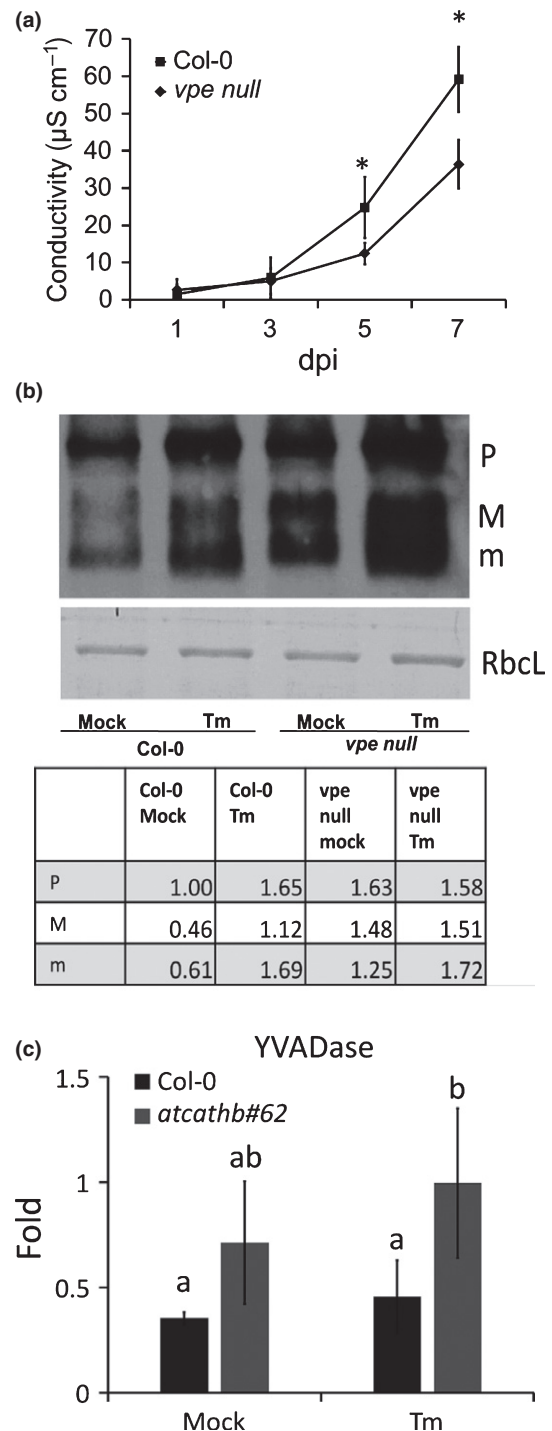 (a)
70
60
50
40
30
20
10
0
Conductivity (µS cm⁻¹)
Col-0
vpe null
*
*
1 3 5 7
dpi
(b)
P
M
m
RbcL
Mock Tm Mock Tm
Col-0 vpe null
Col-0 Mock Col-0 Tm vpe null mock vpe null Tm
P 1.00 1.65 1.63 1.58
M 0.46 1.12 1.48 1.51
m 0.61 1.69 1.25 1.72
(c)
YVADase
1.5
1
0.5
0
Fold
Col-0
atcathb#62
a ab a b
Mock Tm